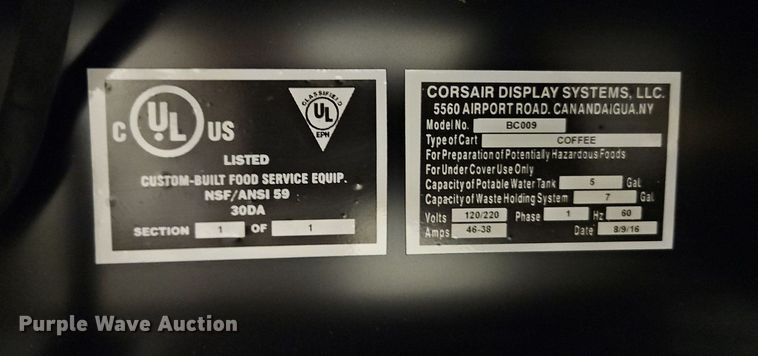 C UL US
LISTED
CUSTOM-BUILT FOOD SERVICE EQUIP.
NSF/ANSI 59
30DA
SECTION 1 OF 1
CLASSIFIED
UL
EPH
CORSAIR DISPLAY SYSTEMS, LLC.
5560 AIRPORT ROAD. CANANDAIGUA.NY
Model No. BC009
Type of Cart COFFEE
For Preparation of Potentially Hazardous Foods
For Under Cover Use Only
Capacity of Potable Water Tank 5 Gal.
Capacity of Waste Holding System 7 Gal.
Volts 120/220 Phase 1 Hz 60
Amps 46-38 Date 8/9/16
Purple Wave Auction